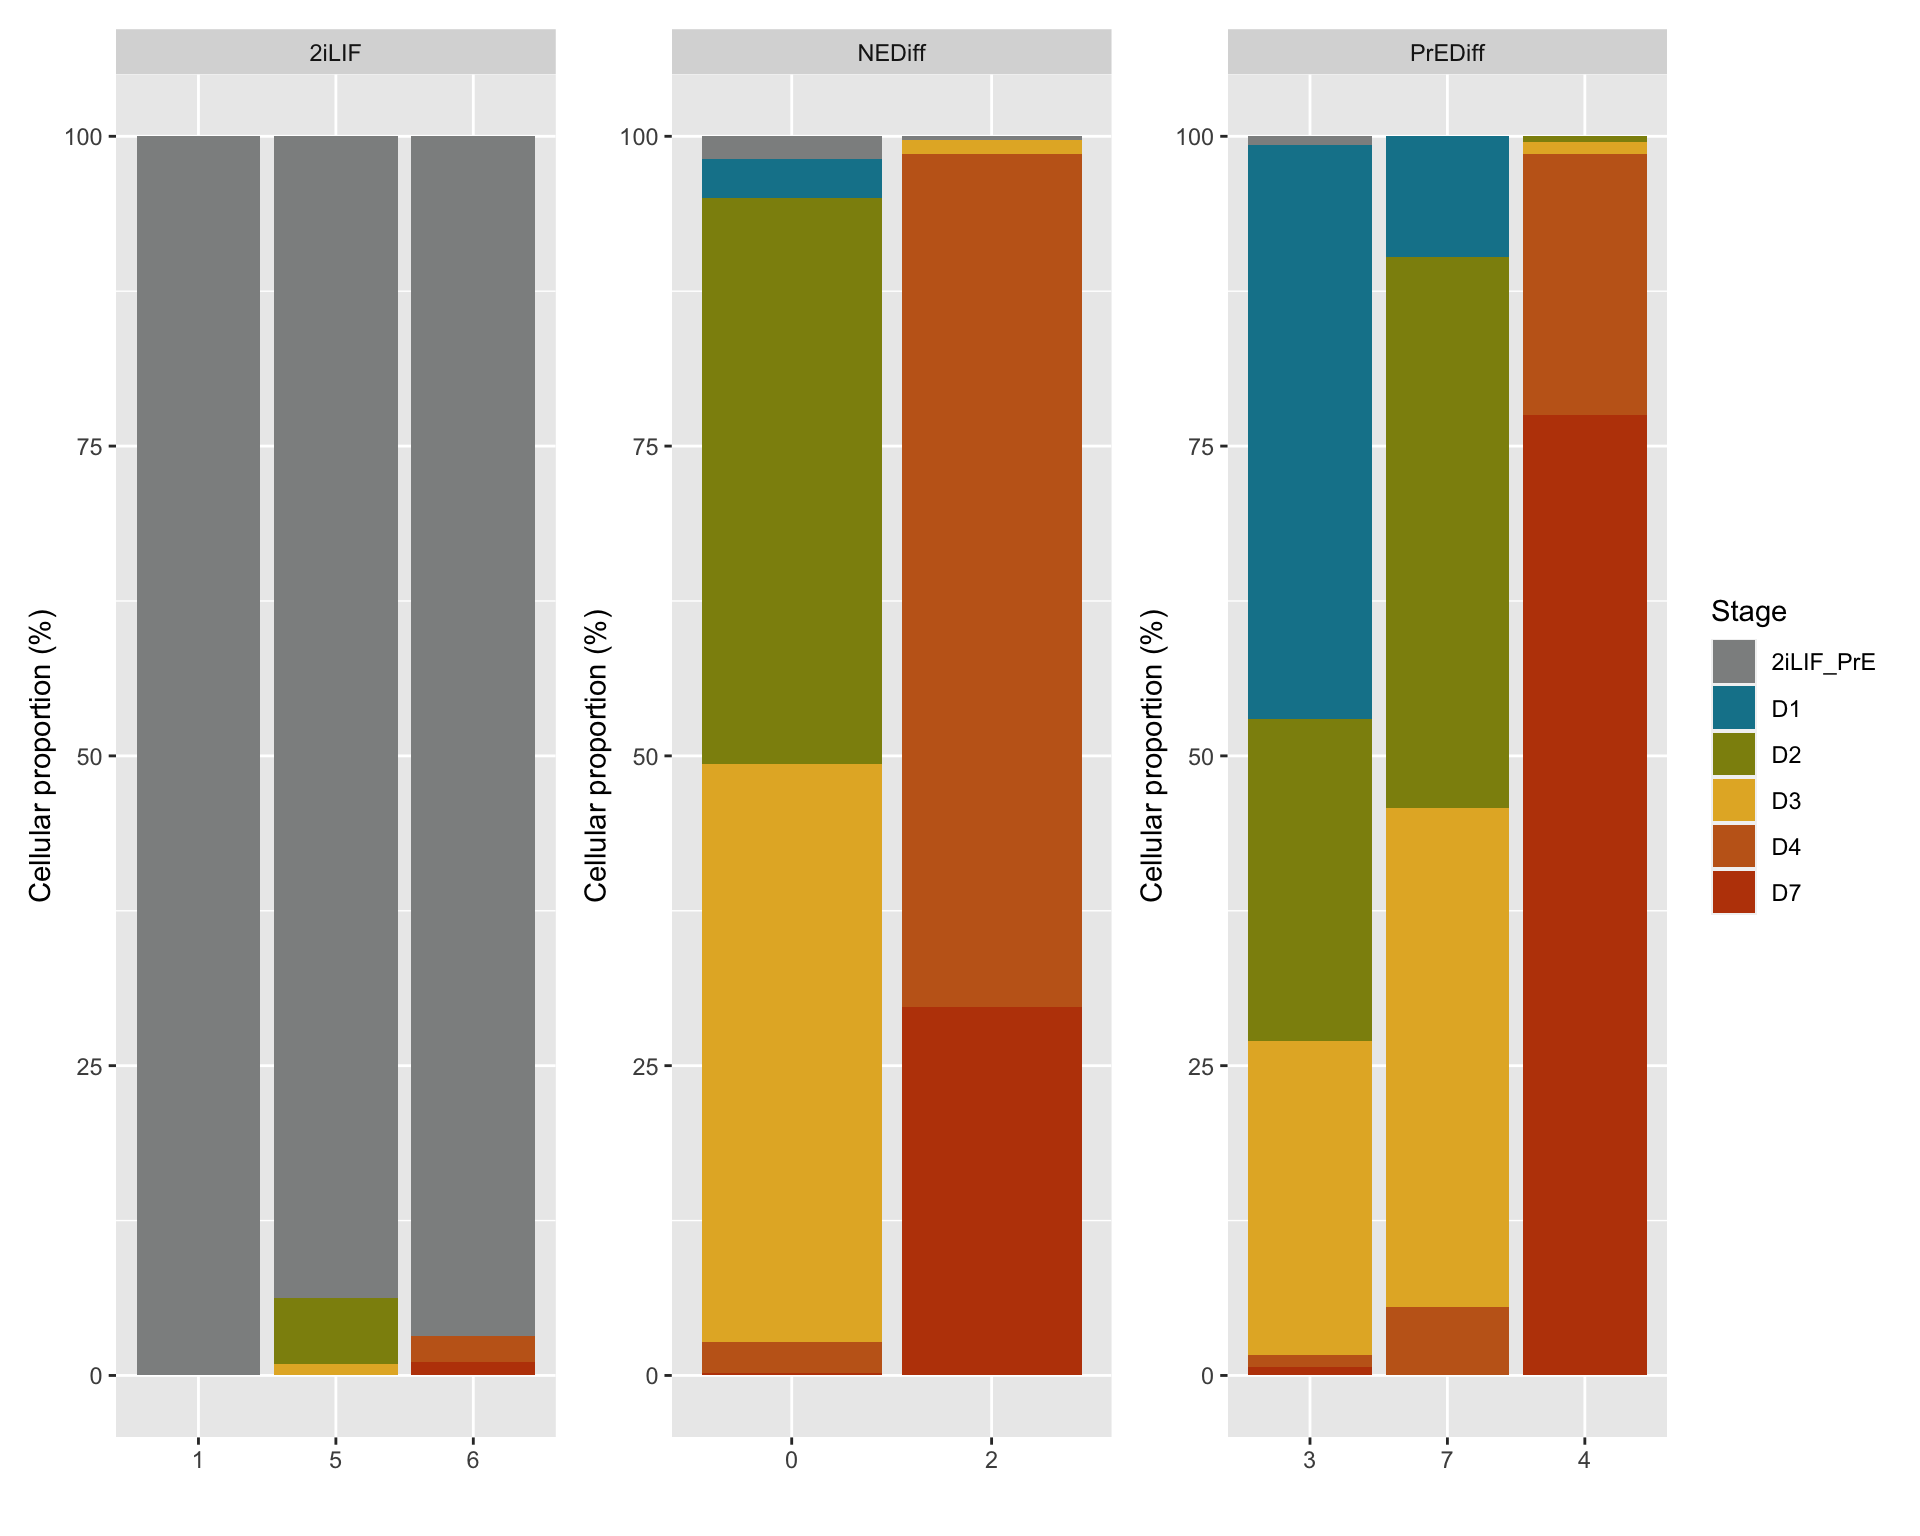 2iLIF
NEDiff
PrEDiff
Cellular proportion (%)
100
75
50
25
0
1 5 6
Cellular proportion (%)
100
75
50
25
0
0 2
Cellular proportion (%)
100
75
50
25
0
3 7 4
Stage
2iLIF_PrE
D1
D2
D3
D4
D7